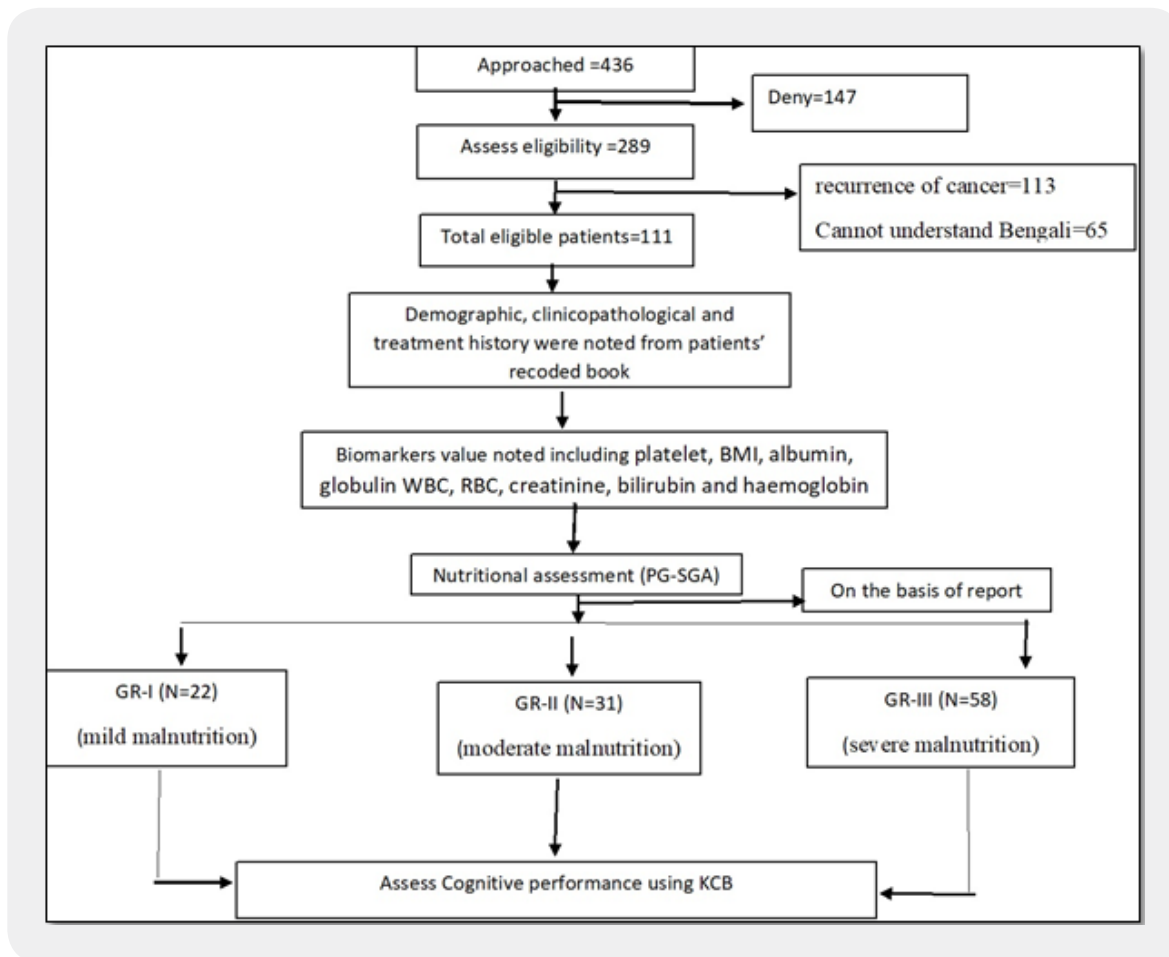 Approached =436
Deny=147
Assess eligibility =289
recurrence of cancer=113
Cannot understand Bengali=65
Total eligible patients=111
Demographic, clinicopathological and
treatment history were noted from patients’
recoded book
Biomarkers value noted including platelet, BMI, albumin,
globulin WBC, RBC, creatinine, bilirubin and haemoglobin
Nutritional assessment (PG-SGA)
On the basis of report
GR-I (N=22)
(mild malnutrition)
GR-II (N=31)
(moderate malnutrition)
GR-III (N=58)
(severe malnutrition)
Assess Cognitive performance using KCB